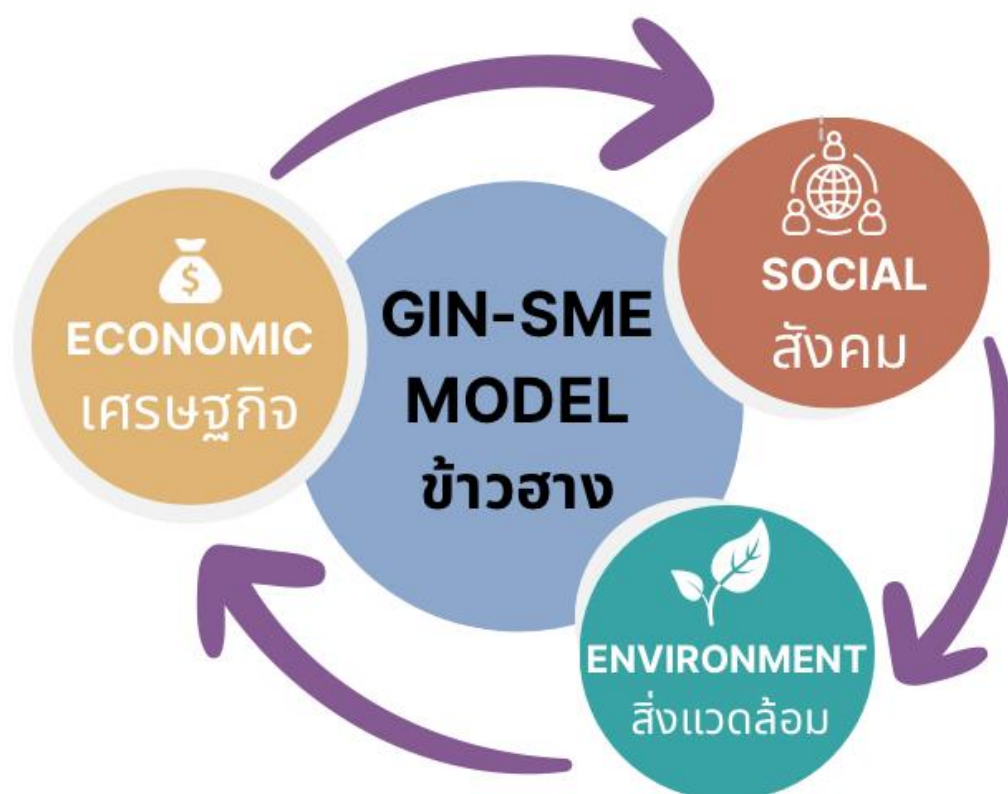 GIN-SME
MODEL
ข้าวฮาง
$
ECONOMIC
เศรษฐกิจ
SOCIAL
สังคม
ENVIRONMENT
สิ่งแวดล้อม